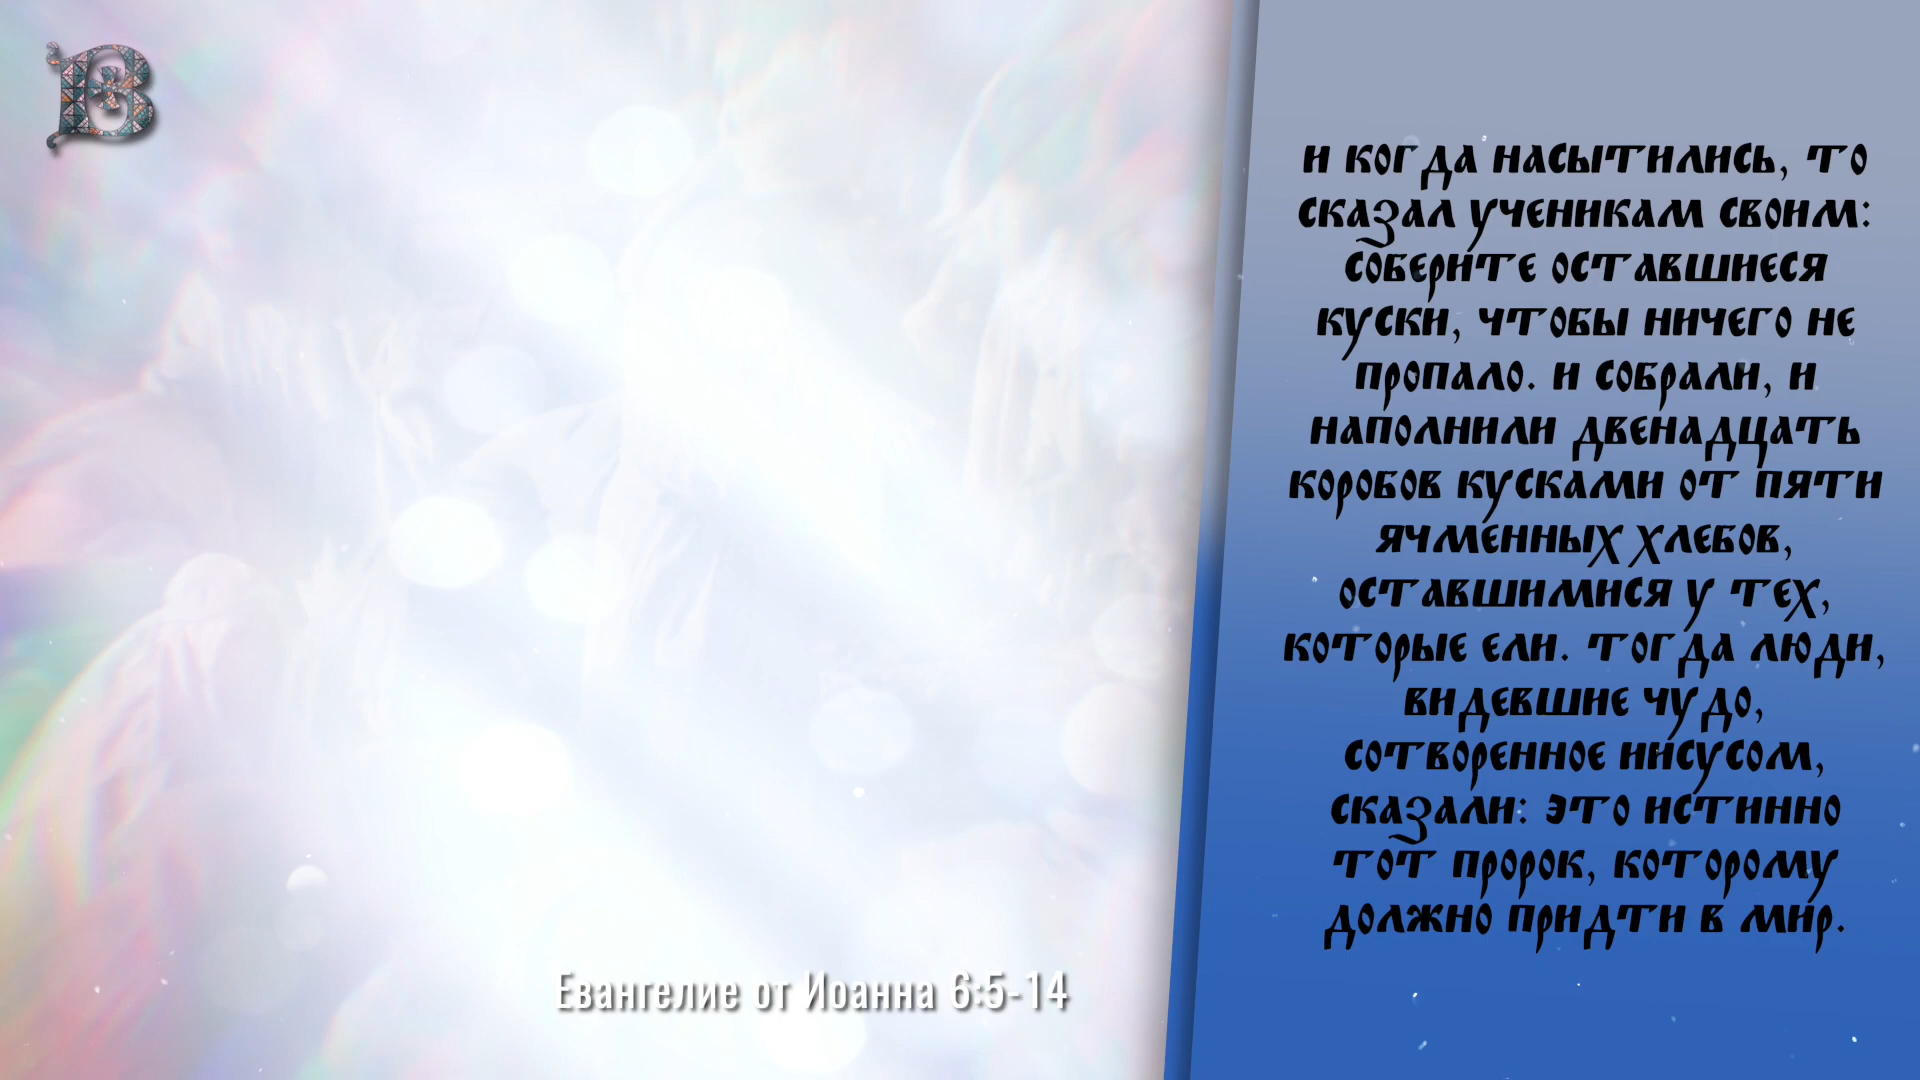 В
и когда насытились, то
сказал ученикам своим:
соберите оставшиеся
куски, чтобы ничего не
пропало. и собрали, и
наполнили двенадцать
коробов кусками от пяти
ячменных хлебов,
оставшимися у тех,
которые ели. тогда люди,
видевшие чудо,
сотворенное иисусом,
сказали: это истинно
тот пророк, которому
должно придти в мир.
Евангелие от Иоанна 6:5-14